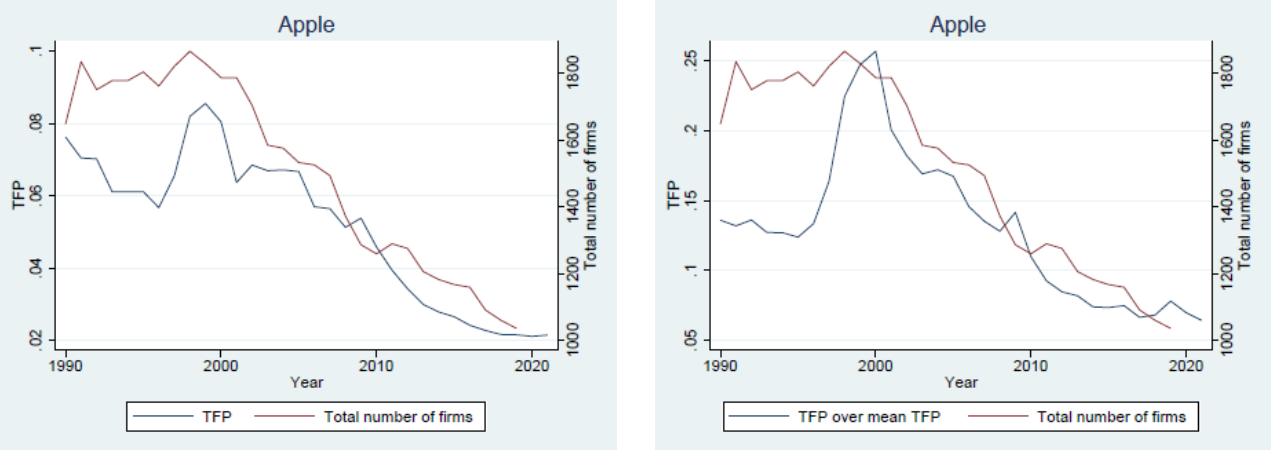 Apple
.1
.08
.06
.04
.02
TFP
1800
1600
1400
1200
1000
Total number of firms
1990
2000
2010
2020
Year
TFP
Total number of firms
Apple
.25
.2
.15
.1
.05
TFP
1800
1600
1400
1200
1000
Total number of firms
1990
2000
2010
2020
Year
TFP over mean TFP
Total number of firms